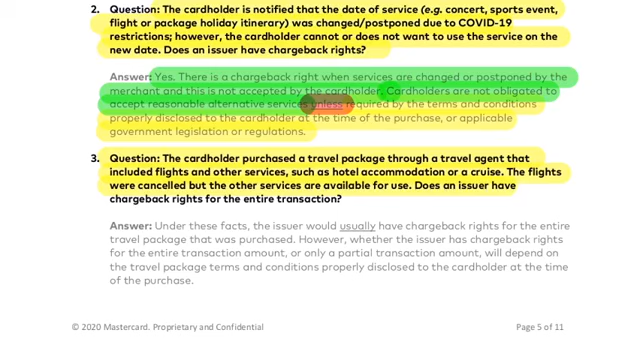 2. Question: The cardholder is notified that the date of service (e.g. concert, sports event,
flight or package holiday itinerary) was changed/postponed due to COVID-19
restrictions; however, the cardholder cannot or does not want to use the service on the
new date. Does an issuer have chargeback rights?
Answer: Yes. There is a chargeback right when services are changed or postponed by the
merchant and this is not accepted by the cardholder. Cardholders are not obligated to
accept reasonable alternative services unless required by the terms and conditions
properly disclosed to the cardholder at the time of the purchase, or applicable
government legislation or regulations.
3. Question: The cardholder purchased a travel package through a travel agent that
included flights and other services, such as hotel accommodation or a cruise. The flights
were cancelled but the other services are available for use. Does an issuer have
chargeback rights for the entire transaction?
Answer: Under these facts, the issuer would usually have chargeback rights for the entire
travel package that was purchased. However, whether the issuer has chargeback rights
for the entire transaction amount, or only a partial transaction amount, will depend on
the travel package terms and conditions properly disclosed to the cardholder at the time
of the purchase.
© 2020 Mastercard. Proprietary and Confidential
Page 5 of 11